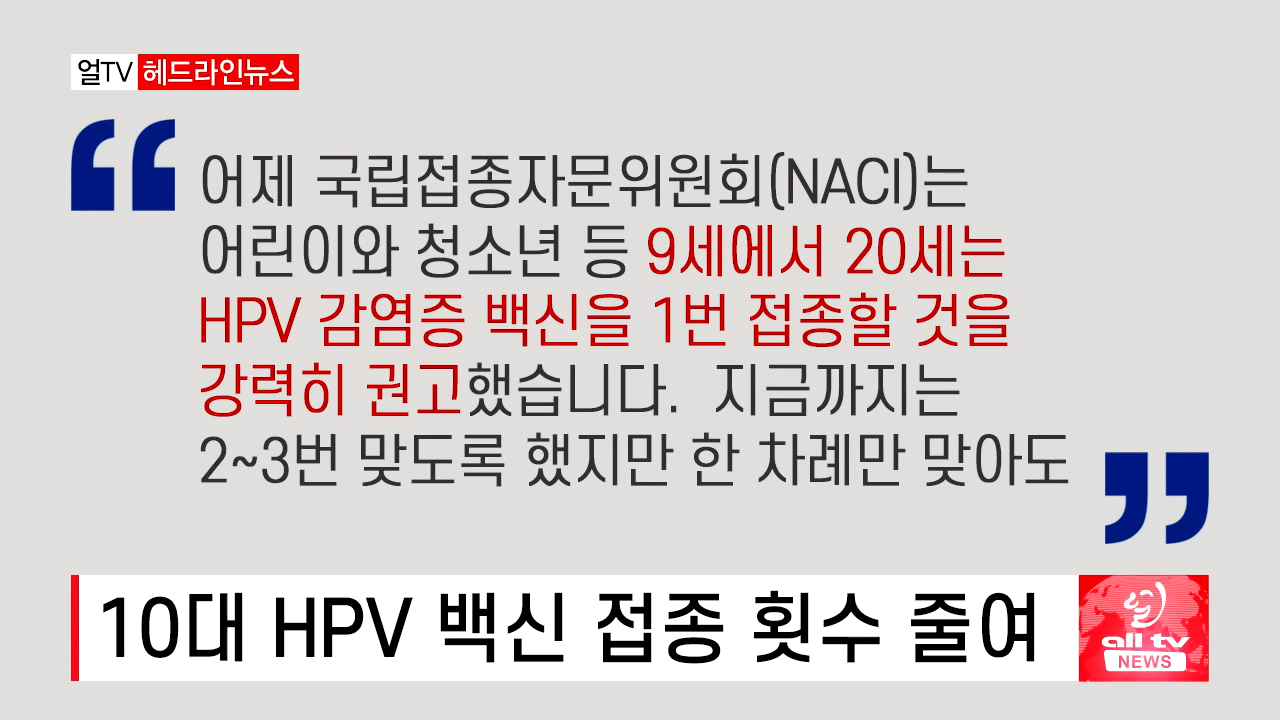 얼TV 헤드라인뉴스
어제 국립접종자문위원회(NACI)는
어린이와 청소년 등 9세에서 20세는
HPV 감염증 백신을 1번 접종할 것을
강력히 권고했습니다. 지금까지는
2~3번 맞도록 했지만 한 차례만 맞아도
10대 HPV 백신 접종 횟수 줄여
all tv
NEWS